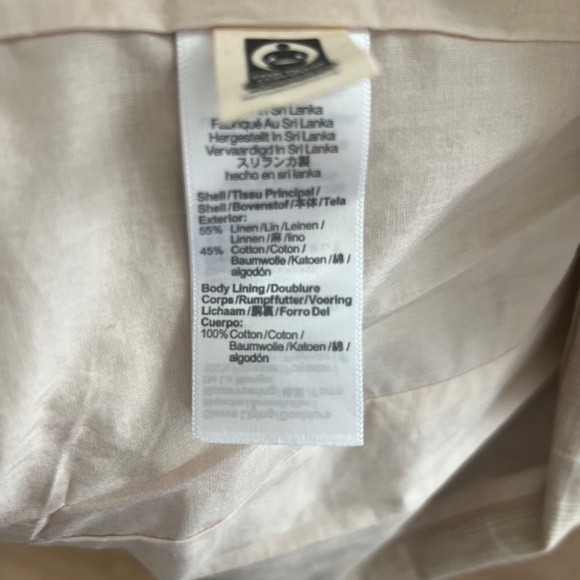 In Sri Lanka
Fabriqué Au Sri Lanka
Hergestellt In Sri Lanka
Vervaardigd In Sri Lanka
スリランカ製
hecho en sri lanka
Shell/Tissu Principal/
Shell/Bovenstof/本体/Tela
Exterior:
55% Linen/Lin/Leinen/
Linnen/麻/lino
45% Cotton/Coton/
Baumwolle/Katoen/綿/
algodón
Body Lining/Doublure
Corps/Rumpffutter/Voering
Lichaam/胴裏/Forro Del
Cuerpo:
100% Cotton/Coton/
Baumwolle/Katoen/綿/
algodón